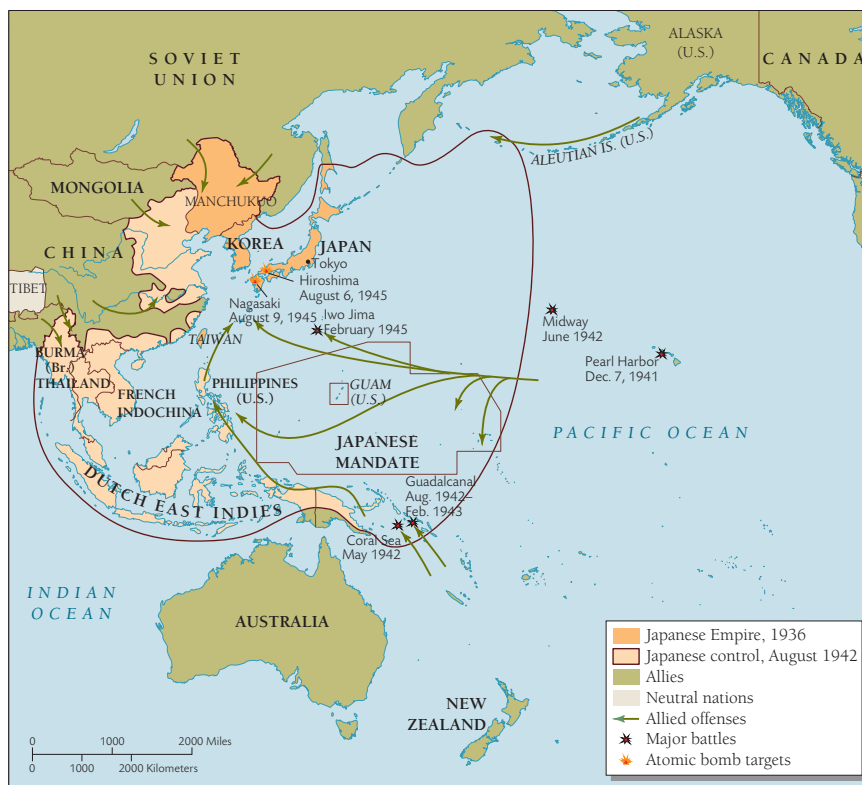 ALASKA
(U.S.)
CANADA
SOVIET
UNION
ALEUTIAN IS. (U.S.)
MONGOLIA
MANCHUKUO
CHINA
KOREA
JAPAN
Tokyo
Hiroshima
August 6, 1945
TIBET
Nagasaki
August 9, 1945
Iwo Jima
February 1945
Midway
June 1942
TAIWAN
Pearl Harbor
Dec. 7, 1941
BURMA
(Br.)
THAILAND
FRENCH
INDOCHINA
PHILIPPINES
(U.S.)
GUAM
(U.S.)
JAPANESE
MANDATE
PACIFIC OCEAN
DUTCH EAST INDIES
Guadalcanal
Aug. 1942–
Feb. 1943
Coral Sea
May 1942
INDIAN
OCEAN
AUSTRALIA
NEW
ZEALAND
Japanese Empire, 1936
Japanese control, August 1942
Allies
Neutral nations
Allied offenses
Major battles
Atomic bomb targets
0 1000 2000 Miles
0 1000 2000 Kilometers